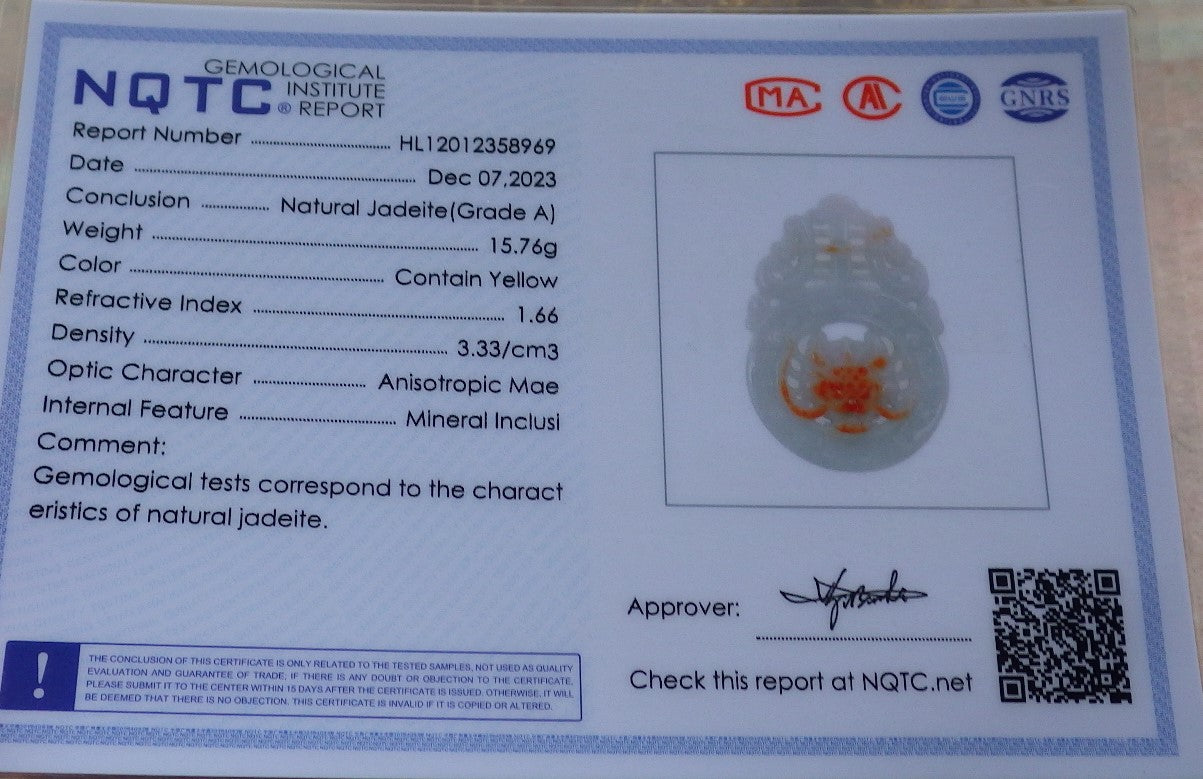 NQTC®
GEMOLOGICAL
INSTITUTE
REPORT
Report Number ........ HL12012358969
Date ........ Dec 07,2023
Conclusion ........ Natural Jadeite(Grade A)
Weight ........ 15.76g
Color ........ Contain Yellow
Refractive Index ........ 1.66
Density ........ 3.33/cm3
Optic Character ........ Anisotropic Mae
Internal Feature ........ Mineral Inclusi
Comment:
Gemological tests correspond to the charact
eristics of natural jadeite.
! THE CONCLUSION OF THIS CERTIFICATE IS ONLY RELATED TO THE TESTED SAMPLES, NOT USED AS QUALITY
EVALUATION AND GUARANTEE OF TRADE; IF THERE IS ANY DOUBT OR OBJECTION TO THE CERTIFICATE,
PLEASE SUBMIT IT TO THE CENTER WITHIN 15 DAYS AFTER THE CERTIFICATE IS ISSUED. OTHERWISE, IT WILL
BE DEEMED THAT THERE IS NO OBJECTION. THIS CERTIFICATE IS INVALID IF IT IS COPIED OR ALTERED.
MA
GNRS
Approver:
Check this report at NQTC.net